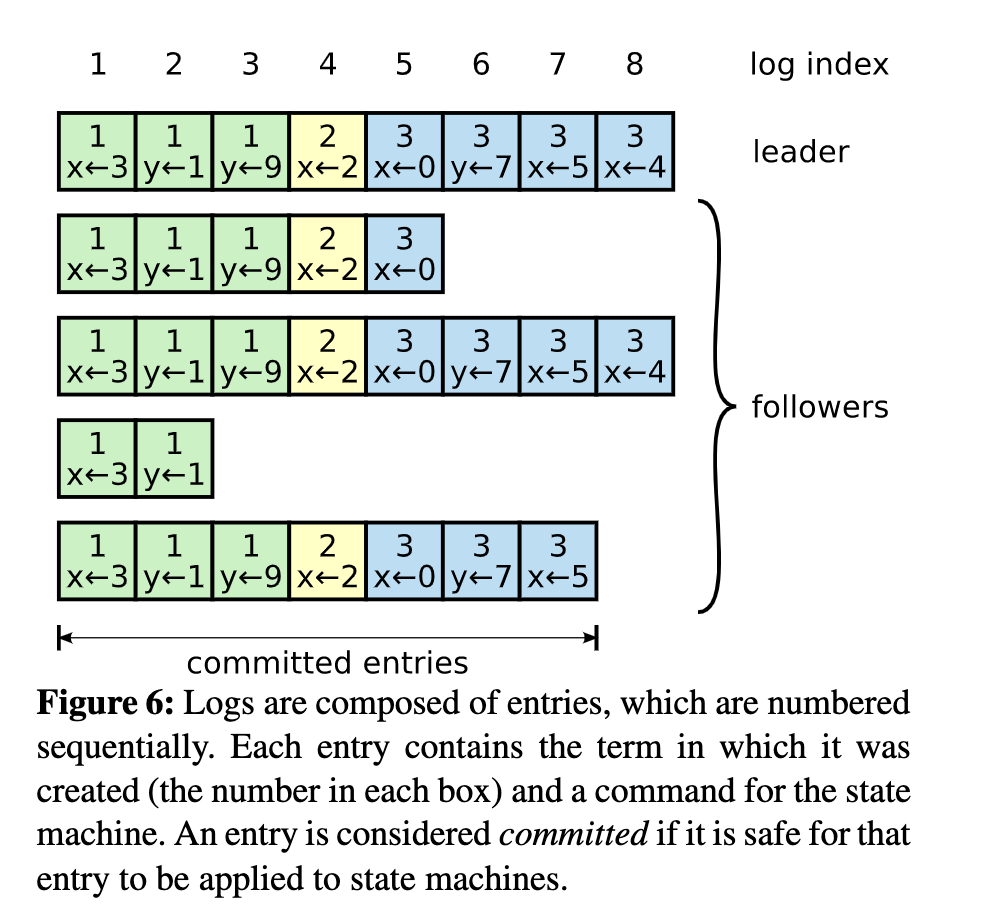 1 2 3 4 5 6 7 8 log index
1 1 1 2 3 3 3 3
x←3 y←1 y←9 x←2 x←0 y←7 x←5 x←4
leader
1 1 1 2 3
x←3 y←1 y←9 x←2 x←0
1 1 1 2 3 3 3 3
x←3 y←1 y←9 x←2 x←0 y←7 x←5 x←4
followers
1 1
x←3 y←1
1 1 1 2 3 3 3
x←3 y←1 y←9 x←2 x←0 y←7 x←5
committed entries
Figure 6: Logs are composed of entries, which are numbered
sequentially. Each entry contains the term in which it was
created (the number in each box) and a command for the state
machine. An entry is considered committed if it is safe for that
entry to be applied to state machines.